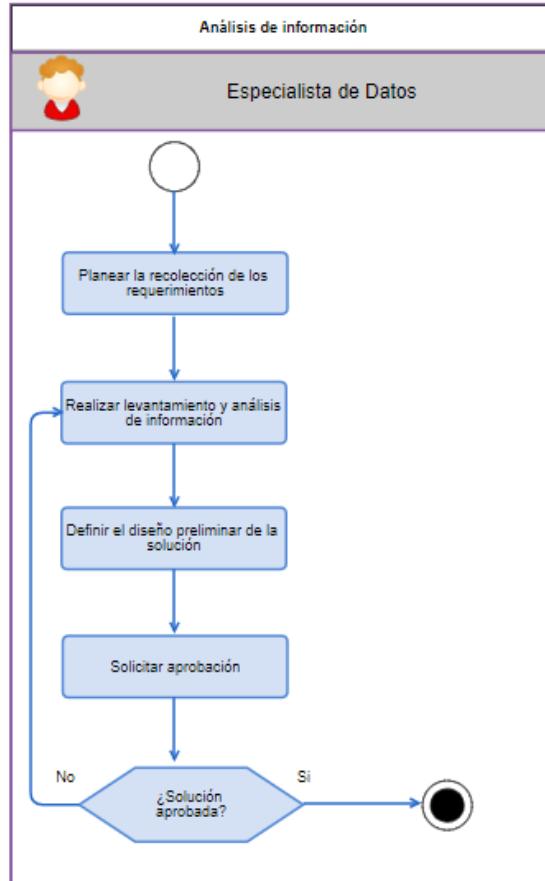 Análisis de información
Especialista de Datos
Planear la recolección de los
requerimientos
Realizar levantamiento y análisis
de información
Definir el diseño preliminar de la
solución
Solicitar aprobación
No
¿Solución
aprobada?
Si